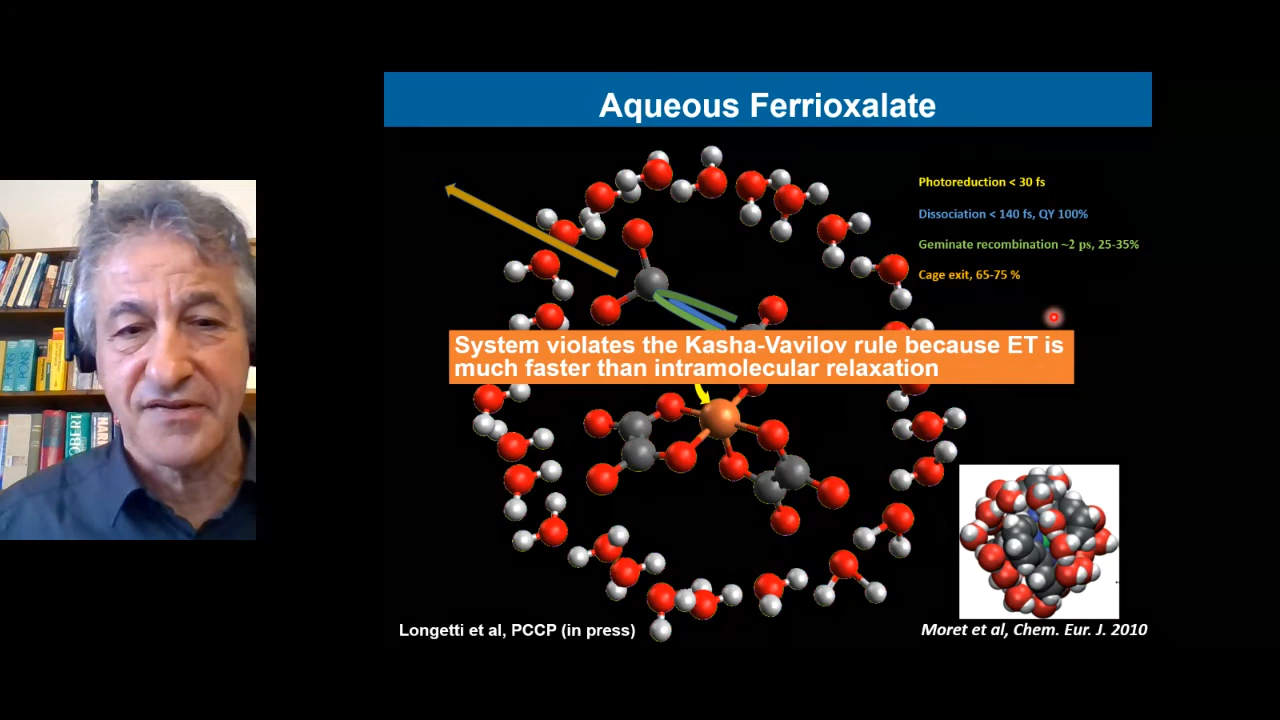 Aqueous Ferrioxalate
Photoreduction < 30 fs
Dissociation < 140 fs, QY 100%
Geminate recombination ~2 ps, 25-35%
Cage exit, 65-75 %
System violates the Kasha-Vavilov rule because ET is
much faster than intramolecular relaxation
Longetti et al, PCCP (in press)
Moret et al, Chem. Eur. J. 2010
PONS
OBERT